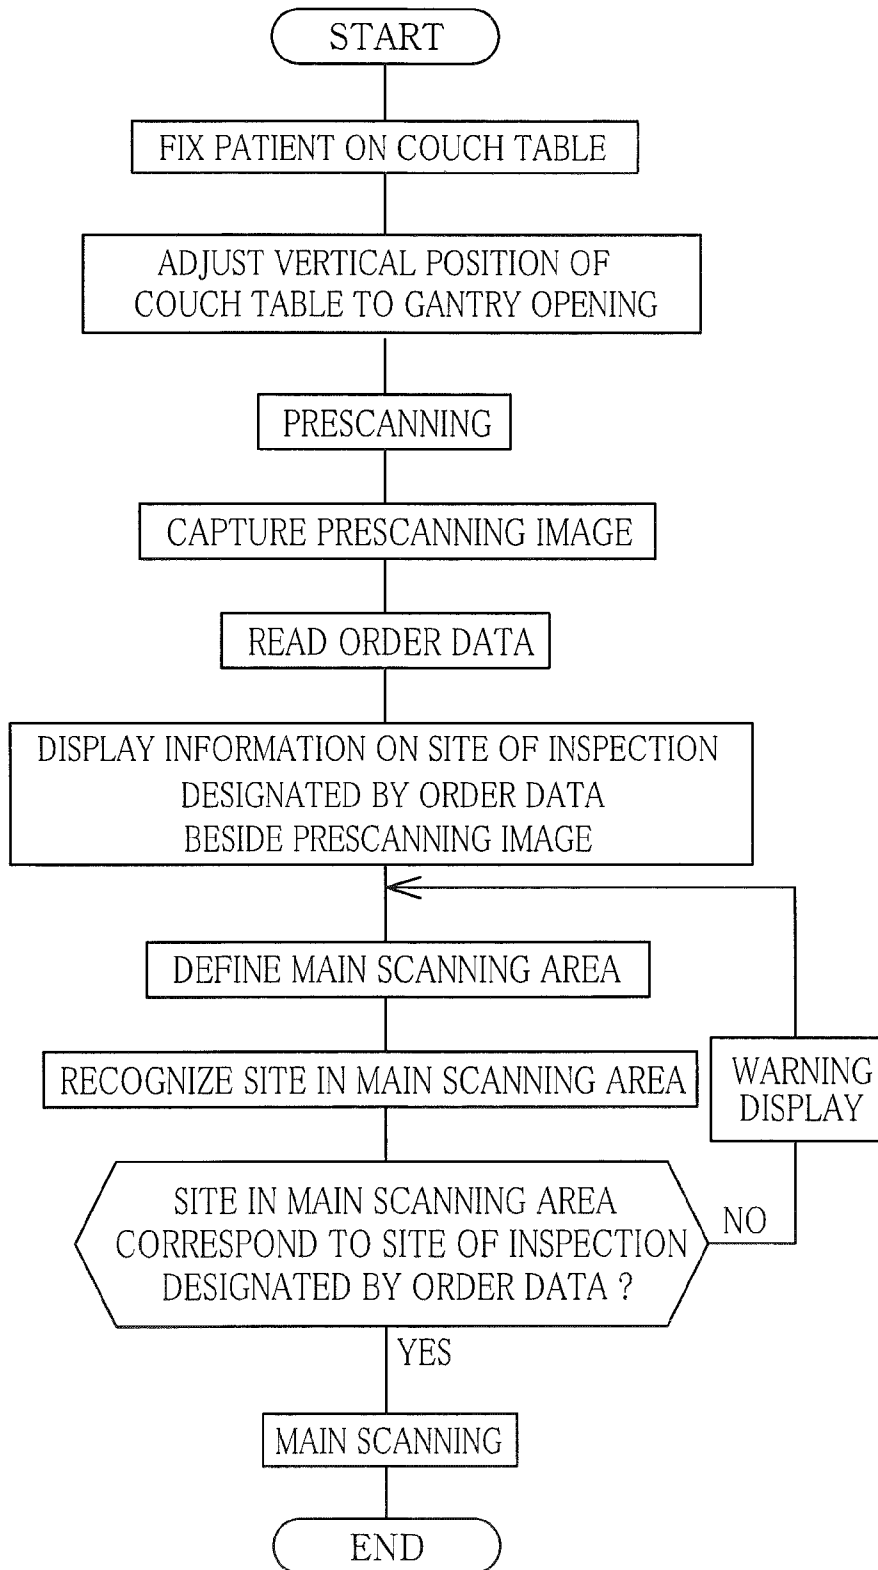 START
FIX PATIENT ON COUCH TABLE
ADJUST VERTICAL POSITION OF
COUCH TABLE TO GANTRY OPENING
PRESCANNING
CAPTURE PRESCANNING IMAGE
READ ORDER DATA
DISPLAY INFORMATION ON SITE OF INSPECTION
DESIGNATED BY ORDER DATA
BESIDE PRESCANNING IMAGE
DEFINE MAIN SCANNING AREA
RECOGNIZE SITE IN MAIN SCANNING AREA
WARNING
DISPLAY
SITE IN MAIN SCANNING AREA
CORRESPOND TO SITE OF INSPECTION
DESIGNATED BY ORDER DATA ?
NO
YES
MAIN SCANNING
END